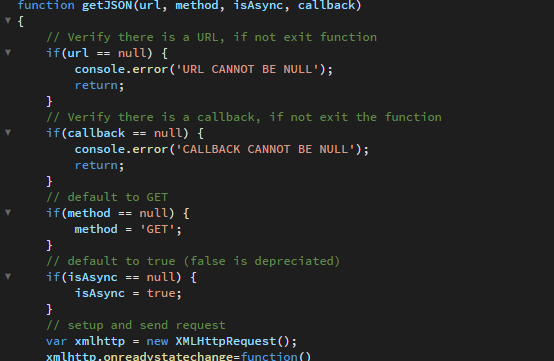 function getJSON(url, method, isAsync, callback)
{
// Verify there is a URL, if not exit function
if(url == null) {
console.error('URL CANNOT BE NULL');
return;
}
// Verify there is a callback, if not exit the function
if(callback == null) {
console.error('CALLBACK CANNOT BE NULL');
return;
}
// default to GET
if(method == null) {
method = 'GET';
}
// default to true (false is depreciated)
if(isAsync == null) {
isAsync = true;
}
// setup and send request
var xmlhttp = new XMLHttpRequest();
xmlhttp.onreadystatechange=function()